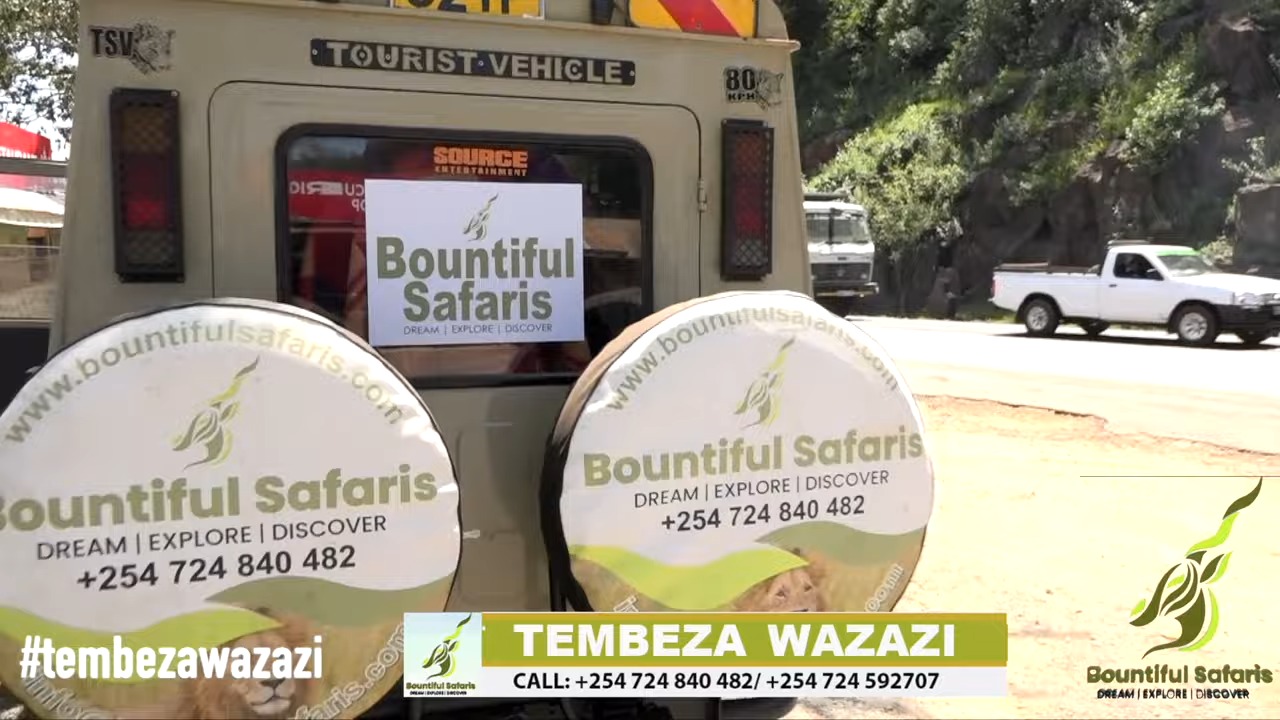 TSV
TOURIST VEHICLE
80
KPH
SOURCE
ENTERTAINMENT
Bountiful
Safaris
DREAM | EXPLORE | DISCOVER
www.bountifulsafaris.com
Bountiful Safaris
DREAM | EXPLORE | DISCOVER
+254 724 840 482
www.bountifulsafaris.com
Bountiful Safaris
DREAM | EXPLORE | DISCOVER
+254 724 840 482
#tembezawazazi
Bountiful Safaris
DREAM | EXPLORE | DISCOVER
TEMBEZA WAZAZI
CALL: +254 724 840 482/ +254 724 592707
Bountiful Safaris
DREAM | EXPLORE | DISCOVER